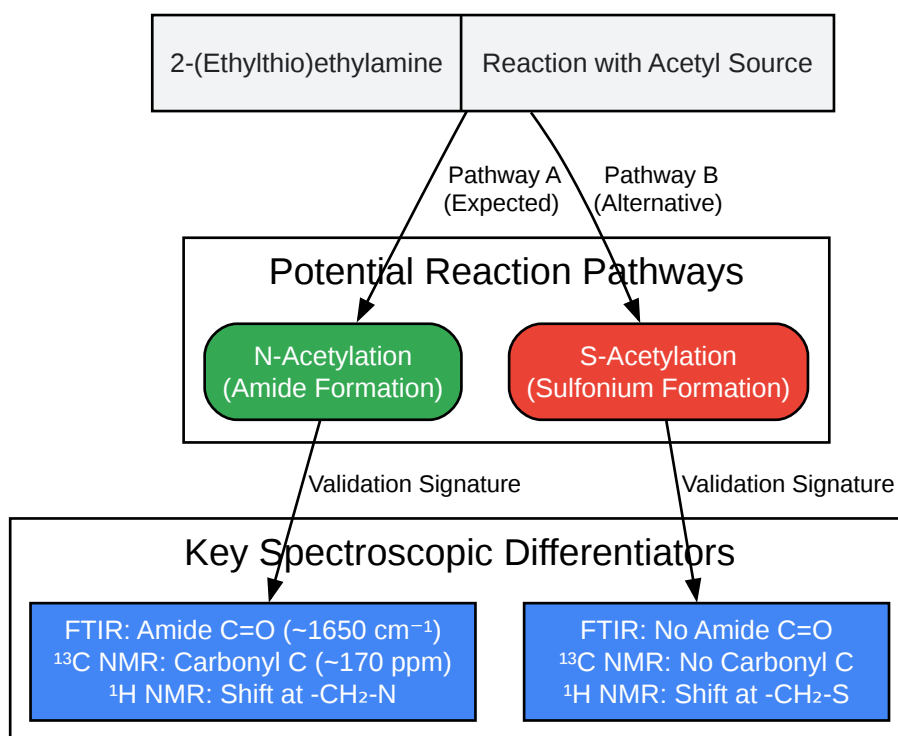 2-(Ethylthio)ethylamine
Reaction with Acetyl Source
Pathway A
(Expected)
Pathway B
(Alternative)
Potential Reaction Pathways
N-Acetylation
(Amide Formation)
S-Acetylation
(Sulfonium Formation)
Validation Signature
Validation Signature
Key Spectroscopic Differentiators
FTIR: Amide C=O (~1650 cm⁻¹)
¹³C NMR: Carbonyl C (~170 ppm)
¹H NMR: Shift at -CH₂-N
FTIR: No Amide C=O
¹³C NMR: No Carbonyl C
¹H NMR: Shift at -CH₂-S